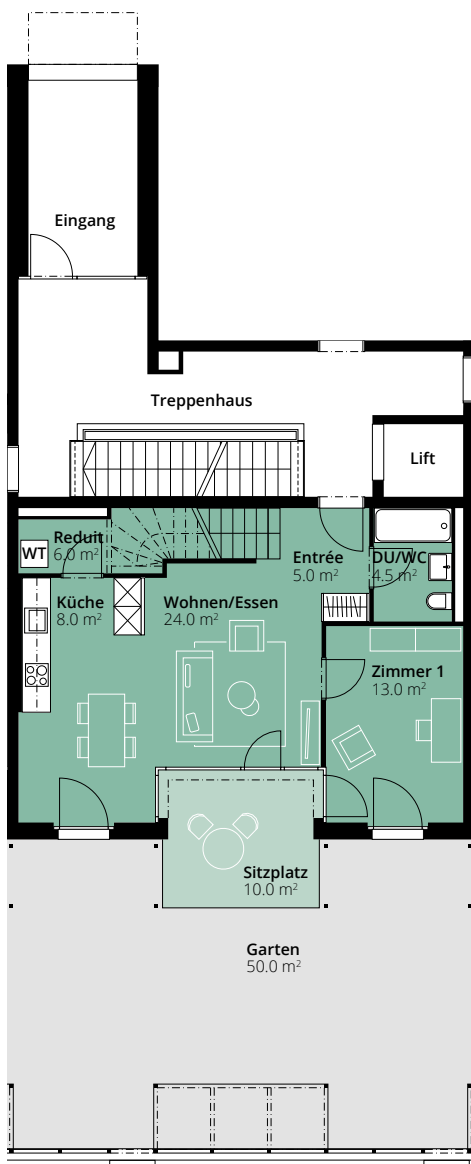 Eingang
Treppenhaus
Lift
Reduit
6.0 m²
WT
Entrée
5.0 m²
DU/WC
4.5 m²
Küche
8.0 m²
Wohnen/Essen
24.0 m²
Zimmer 1
13.0 m²
Sitzplatz
10.0 m²
Garten
50.0 m²